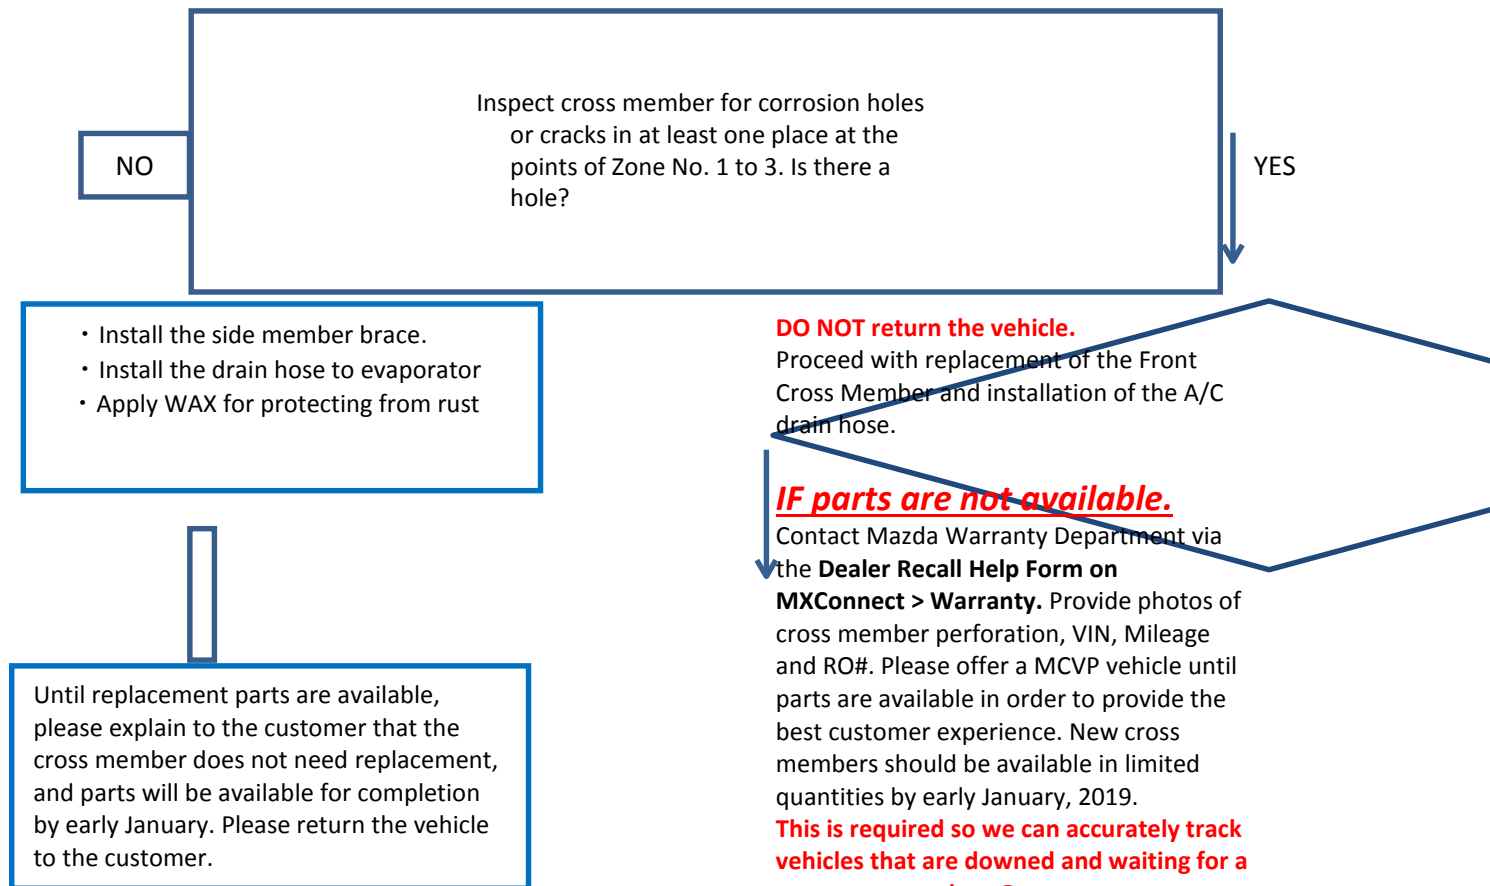 Inspect cross member for corrosion holes
or cracks in at least one place at the
points of Zone No. 1 to 3. Is there a
hole?
NO
YES
・Install the side member brace.
・Install the drain hose to evaporator
・Apply WAX for protecting from rust
Until replacement parts are available,
please explain to the customer that the
cross member does not need replacement,
and parts will be available for completion
by early January. Please return the vehicle
to the customer.
DO NOT return the vehicle.
Proceed with replacement of the Front
Cross Member and installation of the A/C
drain hose.
IF parts are not available.
Contact Mazda Warranty Department via
the Dealer Recall Help Form on
MXConnect > Warranty. Provide photos of
cross member perforation, VIN, Mileage
and RO#. Please offer a MCVP vehicle until
parts are available in order to provide the
best customer experience. New cross
members should be available in limited
quantities by early January, 2019.
This is required so we can accurately track
vehicles that are downed and waiting for a